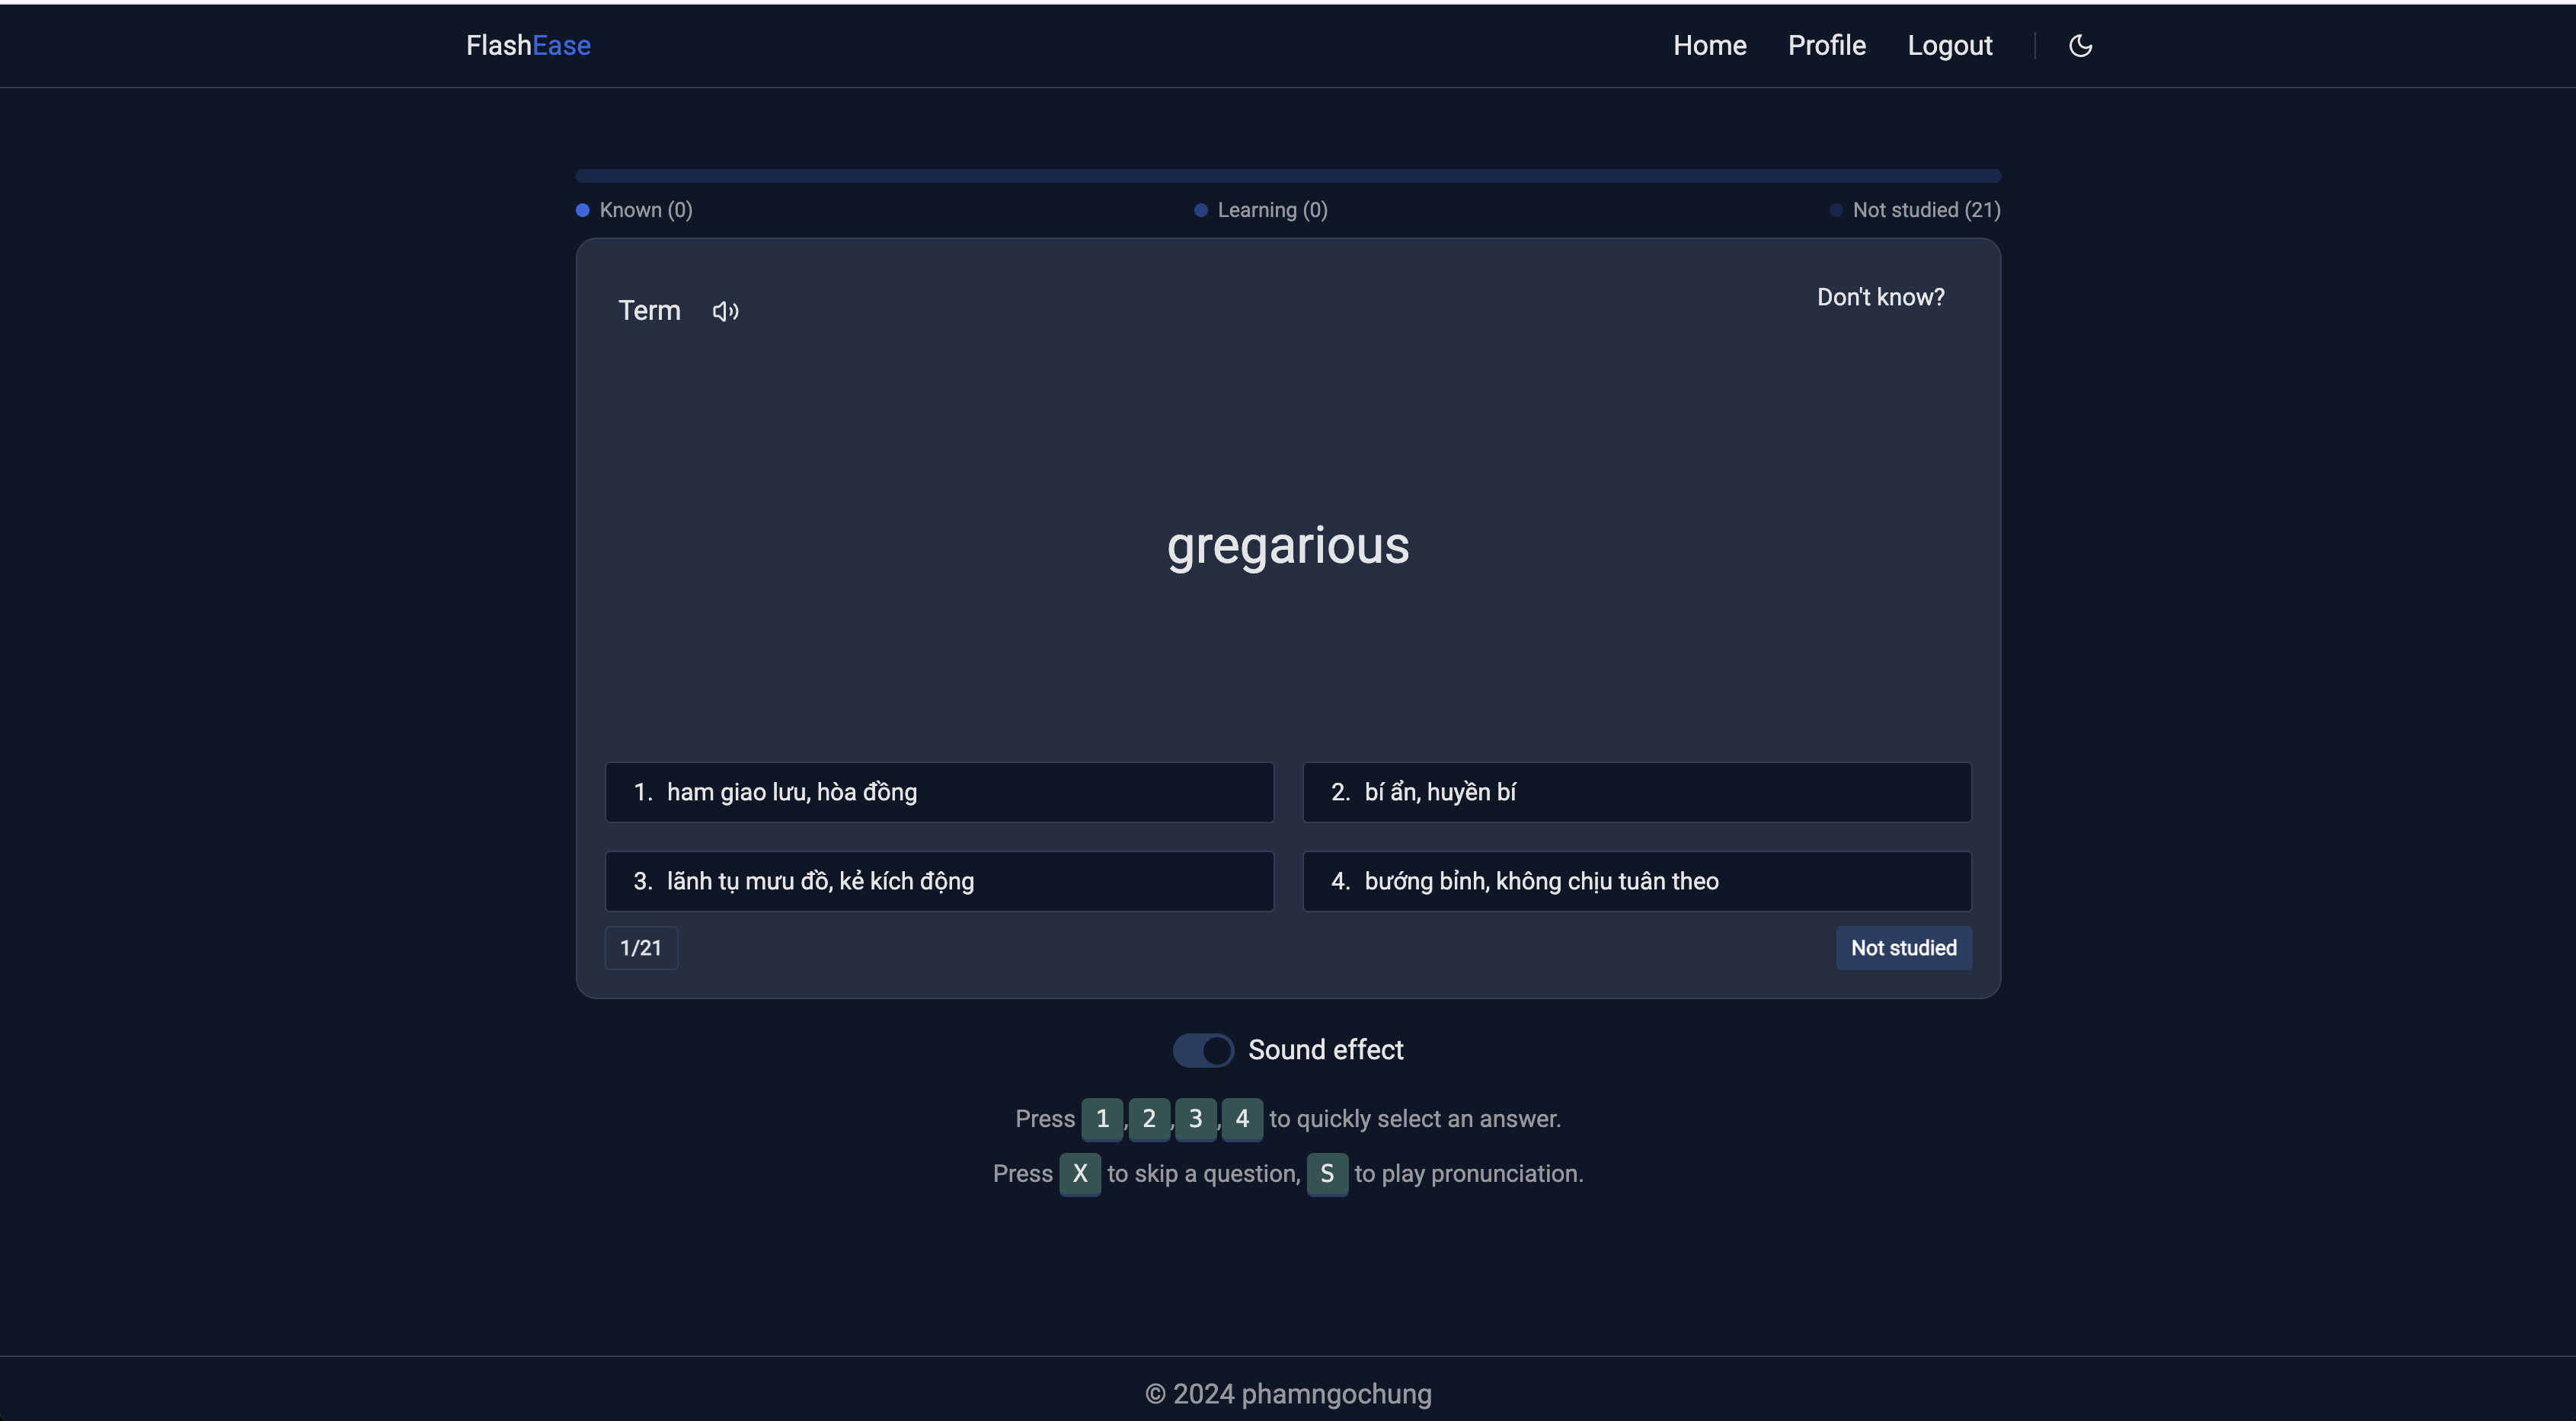 FlashEase
Home Profile Logout
Known (0) Learning (0) Not studied (21)
Term
Don't know?
gregarious
1. ham giao lưu, hòa đồng
2. bí ẩn, huyền bí
3. lãnh tụ mưu đồ, kẻ kích động
4. bướng bỉnh, không chịu tuân theo
1/21
Not studied
Sound effect
Press 1, 2, 3, 4 to quickly select an answer.
Press X to skip a question, S to play pronunciation.
© 2024 phamngochung